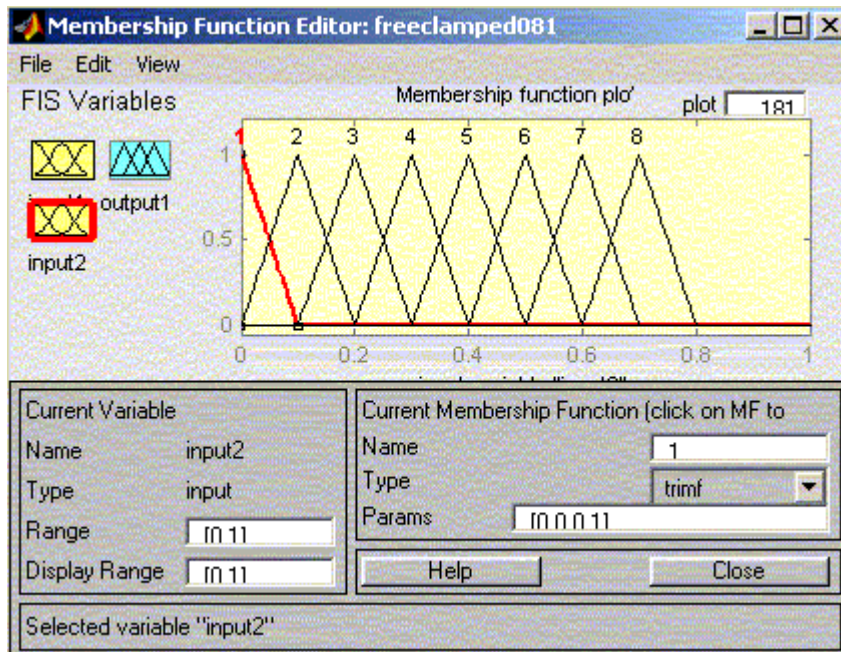 Membership Function Editor: freeclamped081
File Edit View
FIS Variables
Membership function plo'
plot 181
output1
input2
1 2 3 4 5 6 7 8
1
0.5
0
0 0.2 0.4 0.6 0.8 1
Current Variable
Name input2
Type input
Range [0 1]
Display Range [0 1]
Current Membership Function (click on MF to
Name 1
Type trimf
Params [0 0 0.1]
Help Close
Selected variable "input2"